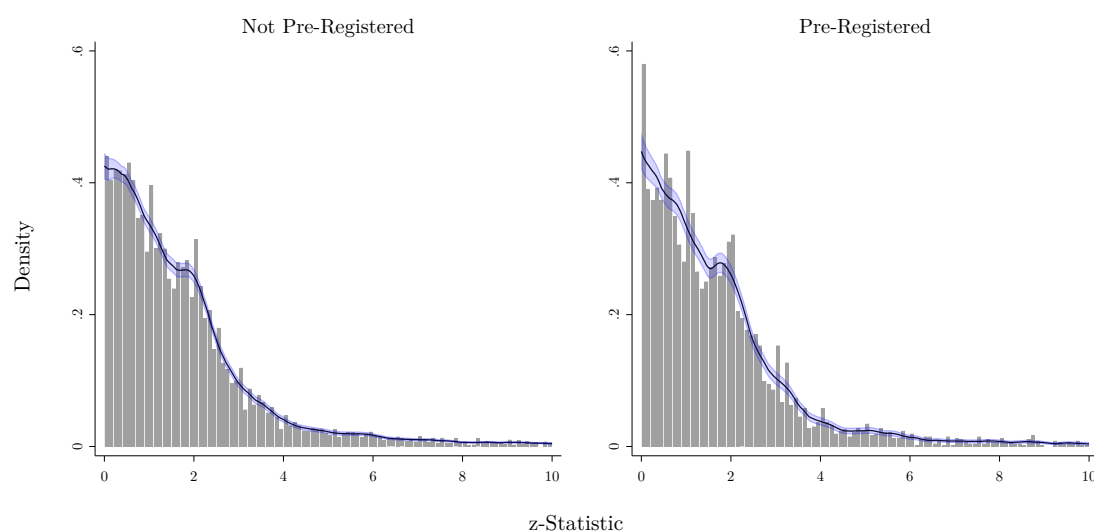 Not Pre-Registered
Pre-Registered
Density
.6
.4
.2
0
0 2 4 6 8 10
.6
.4
.2
0
0 2 4 6 8 10
z-Statistic